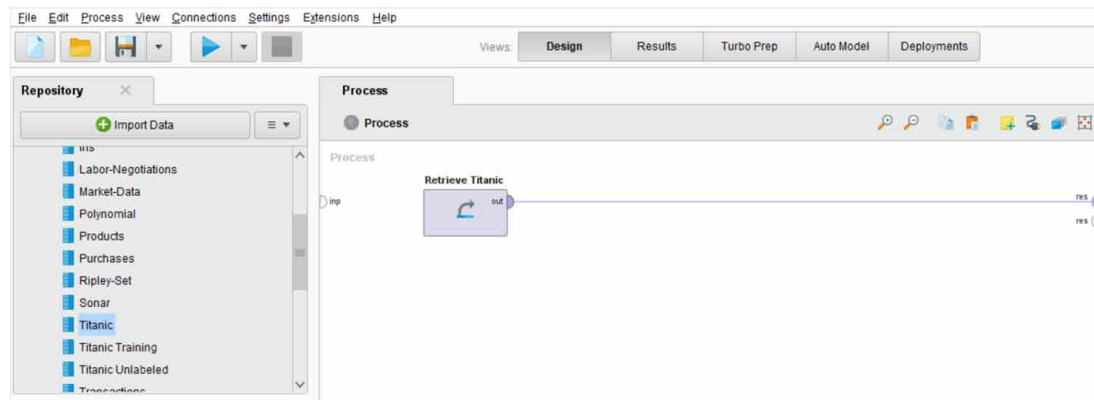 File Edit Process View Connections Settings Extensions Help
Views: Design Results Turbo Prep Auto Model Deployments
Repository
Import Data
Iris
Labor-Negotiations
Market-Data
Polynomial
Products
Purchases
Ripley-Set
Sonar
Titanic
Titanic Training
Titanic Unlabeled
Transactions
Process
Process
Process
Retrieve Titanic
inp
out
res
res